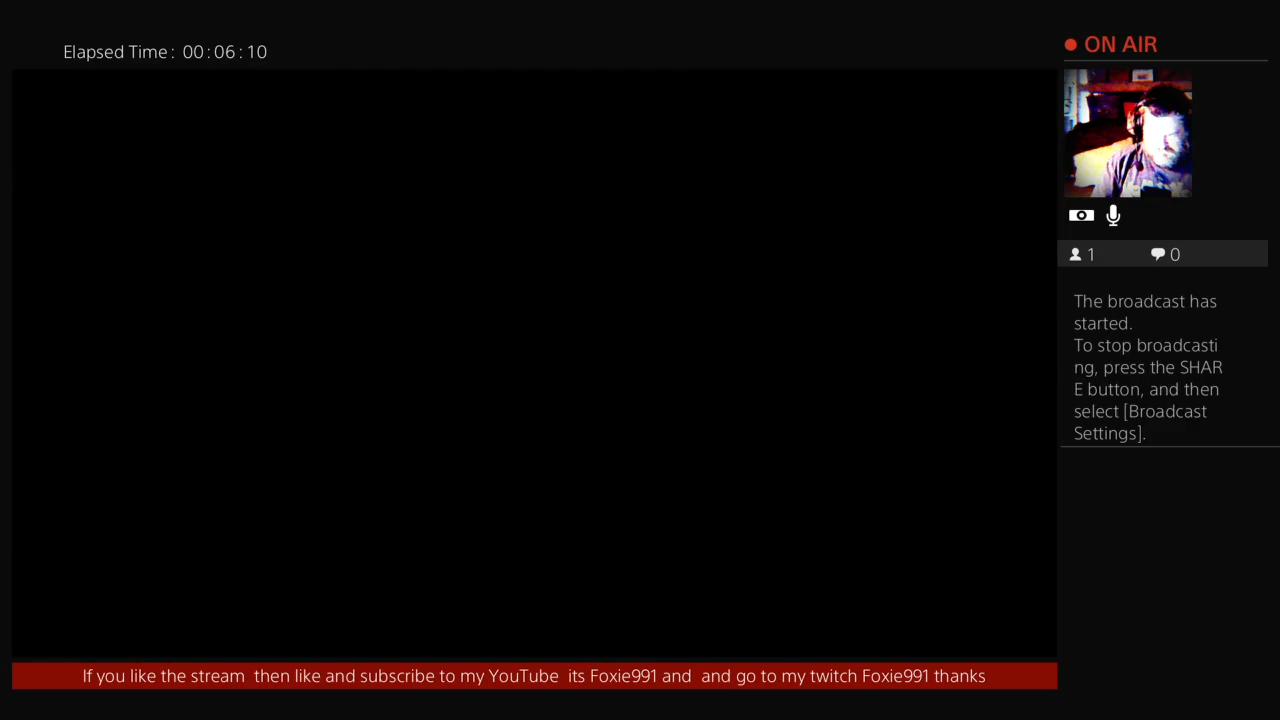 Elapsed Time: 00:06:10
ON AIR
1 0
The broadcast has
started.
To stop broadcasti
ng, press the SHAR
E button, and then
select [Broadcast
Settings].
If you like the stream then like and subscribe to my YouTube its Foxie991 and and go to my twitch Foxie991 thanks